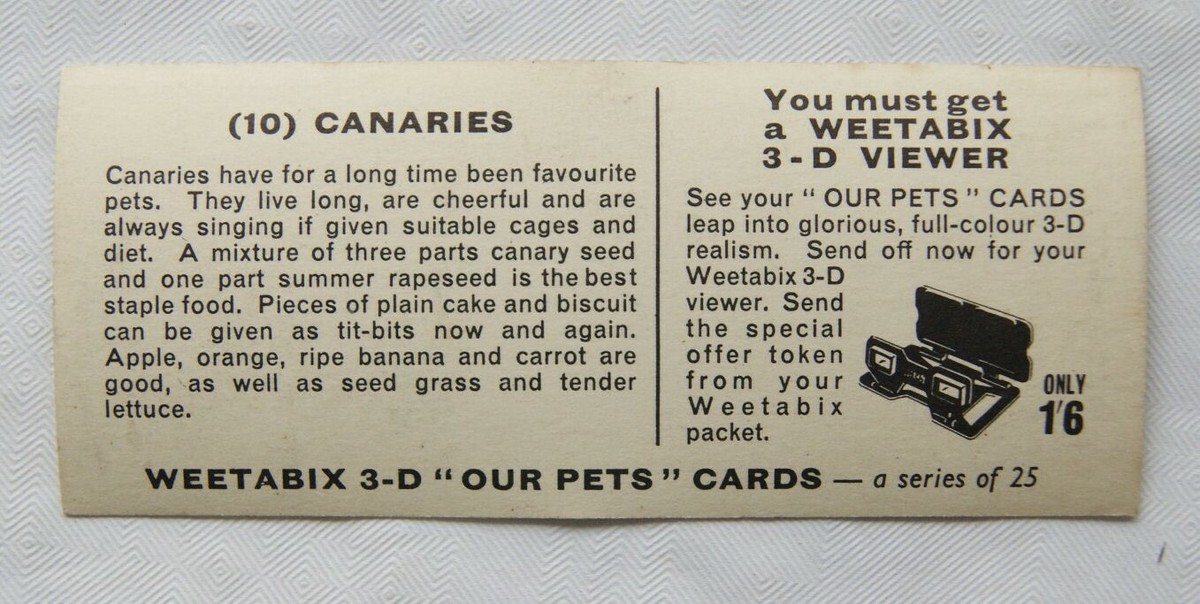 (10) CANARIES
Canaries have for a long time been favourite
pets. They live long, are cheerful and are
always singing if given suitable cages and
diet. A mixture of three parts canary seed
and one part summer rapeseed is the best
staple food. Pieces of plain cake and biscuit
can be given as tit-bits now and again.
Apple, orange, ripe banana and carrot are
good, as well as seed grass and tender
lettuce.
You must get
a WEETABIX
3-D VIEWER
See your "OUR PETS" CARDS
leap into glorious, full-colour 3-D
realism. Send off now for your
Weetabix 3-D
viewer. Send
the special
offer token
from your
Weetabix
packet.
ONLY
1'6
WEETABIX 3-D "OUR PETS" CARDS — a series of 25